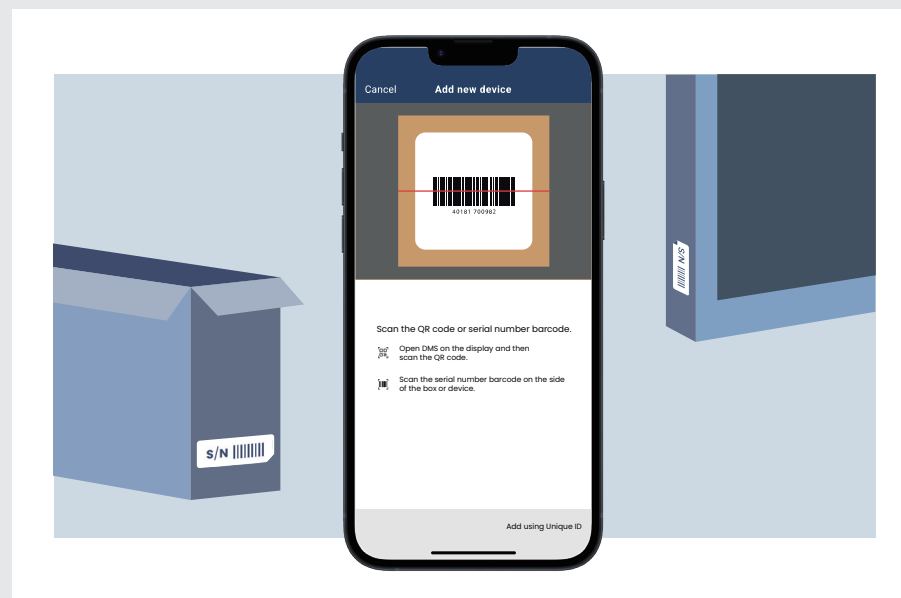 Cancel
Add new device
40181 700982
Scan the QR code or serial number barcode.
Open DMS on the display and then
scan the QR code.
Scan the serial number barcode on the side
of the box or device.
Add using Unique ID
S/N
S/N